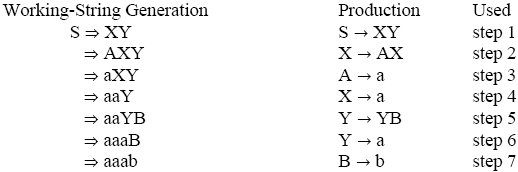 Working-String Generation Production Used
S ⇒ XY S → XY step 1
⇒ AXY X → AX step 2
⇒ aXY A → a step 3
⇒ aaY X → a step 4
⇒ aaYB Y → YB step 5
⇒ aaaB Y → a step 6
⇒ aaab B → b step 7